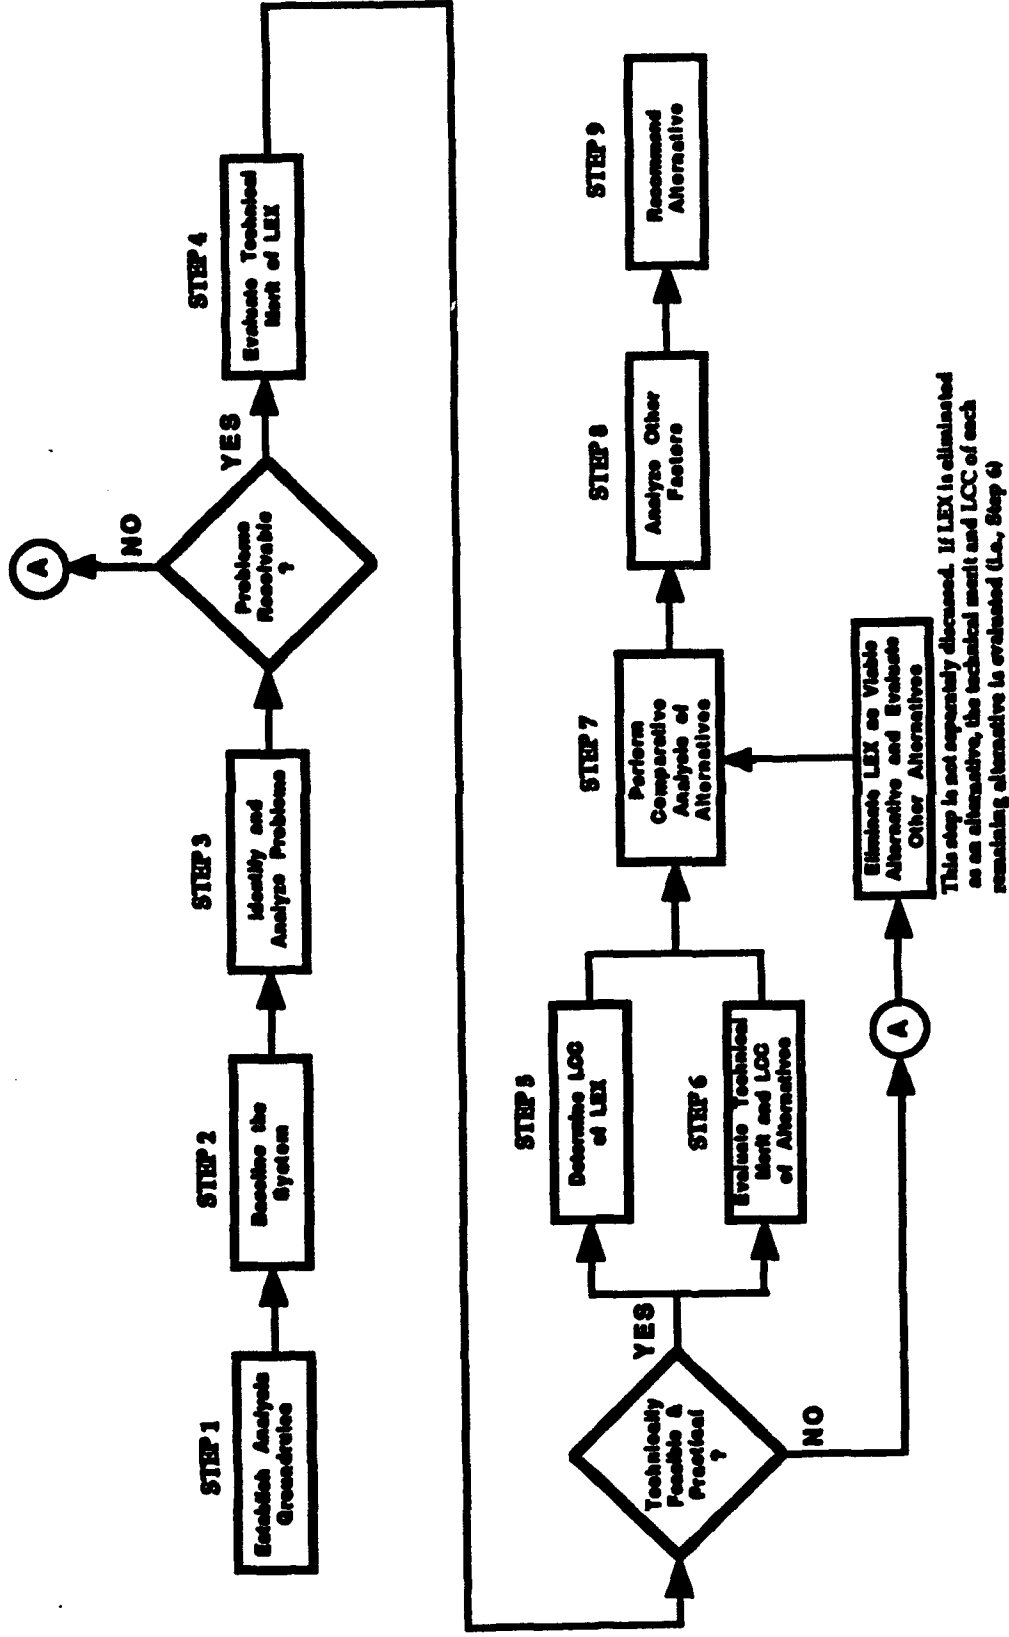 STEP 1
Establish Analysis
Groundrules
STEP 2
Baseline the
System
STEP 3
Identify and
Analyze Problems
Problems
Resolvable
?
NO
A
YES
STEP 4
Evaluate Technical
Merit of LEX
Technically
Feasible &
Practical
?
YES
NO
STEP 5
Determine LCC
of LEX
STEP 6
Evaluate Technical
Merit and LCC
of Alternatives
A
STEP 7
Perform
Comparative
Analysis of
Alternatives
Eliminate LEX as Viable
Alternative and Evaluate
Other Alternatives
This step is not separately discussed. If LEX is eliminated
as an alternative, the technical merit and LCC of each
remaining alternative is evaluated (i.e., Step 6)
STEP 8
Analyze Other
Factors
STEP 9
Recommend
Alternative